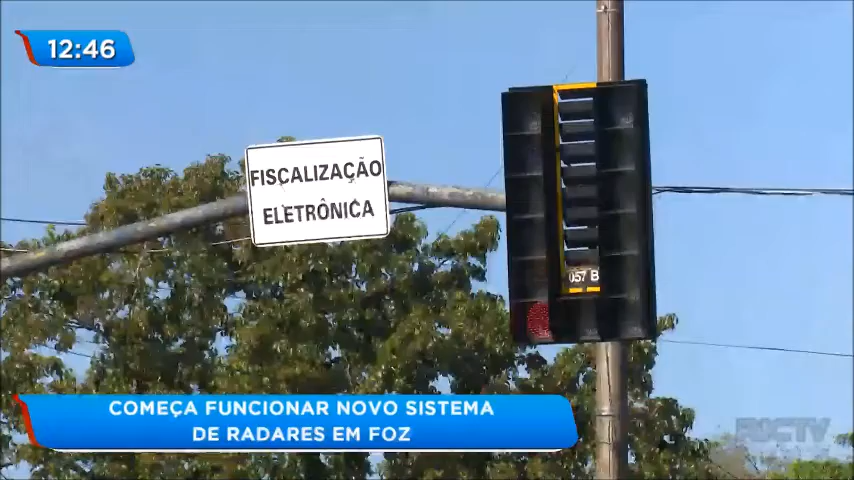 12:46
FISCALIZAÇÃO
ELETRÔNICA
057 B
COMEÇA FUNCIONAR NOVO SISTEMA
DE RADARES EM FOZ